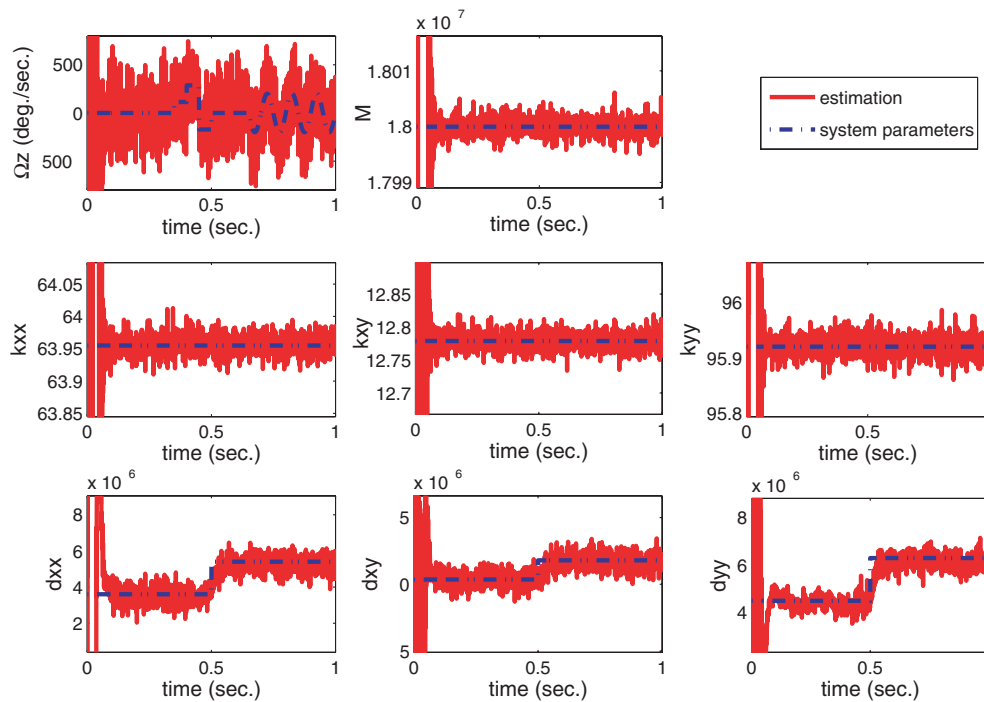 x 10 7
500
0
500
Ωz (deg./sec.)
0
0.5
1
time (sec.)
1.801
1.8
1.799
M
0
0.5
1
time (sec.)
estimation
system parameters
64.05
64
63.95
63.9
63.85
kxx
0
0.5
1
time (sec.)
12.85
12.8
12.75
12.7
kxy
0
0.5
1
time (sec.)
96
95.9
95.8
kyy
0
0.5
time (sec.)
x 10 6
8
6
4
2
dxx
0
0.5
1
time (sec.)
x 10 6
5
0
5
dxy
0
0.5
1
time (sec.)
x 10 6
8
6
4
dyy
0
0.5
time (sec.)